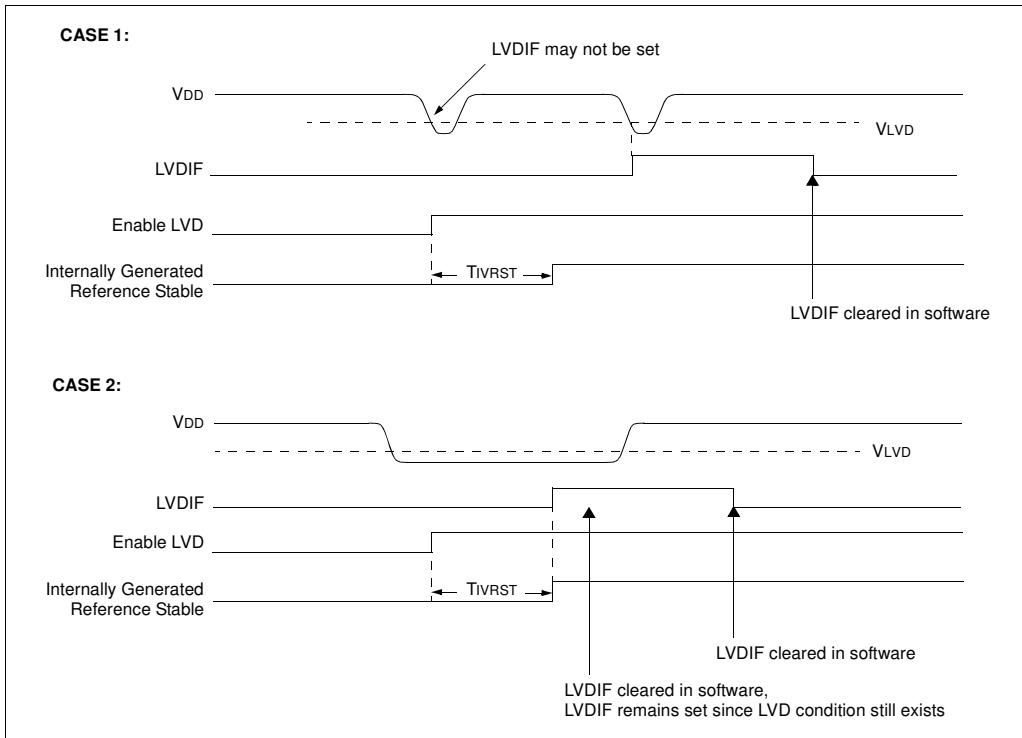 CASE 1:
LVDIF may not be set
VDD
VLVD
LVDIF
Enable LVD
TIVRST
Internally Generated
Reference Stable
LVDIF cleared in software
CASE 2:
VDD
VLVD
LVDIF
Enable LVD
TIVRST
Internally Generated
Reference Stable
LVDIF cleared in software
LVDIF cleared in software,
LVDIF remains set since LVD condition still exists